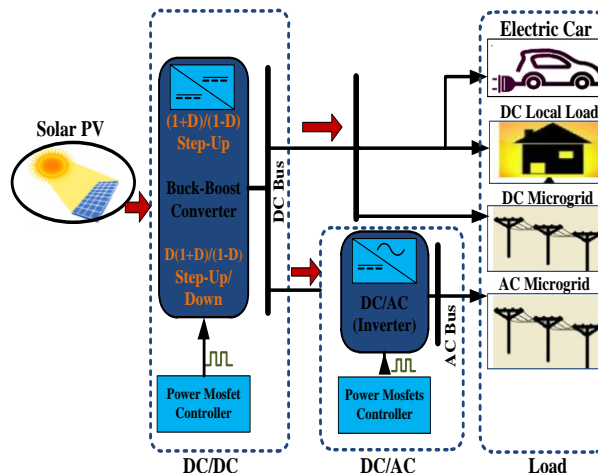 Solar PV
(1+D)/(1-D)
Step-Up
Buck-Boost
Converter
D(1+D)/(1-D)
Step-Up/
Down
DC Bus
Power Mosfet
Controller
DC/DC
DC/AC
(Inverter)
AC Bus
Power Mosfets
Controller
DC/AC
Electric Car
DC Local Load
DC Microgrid
AC Microgrid
Load